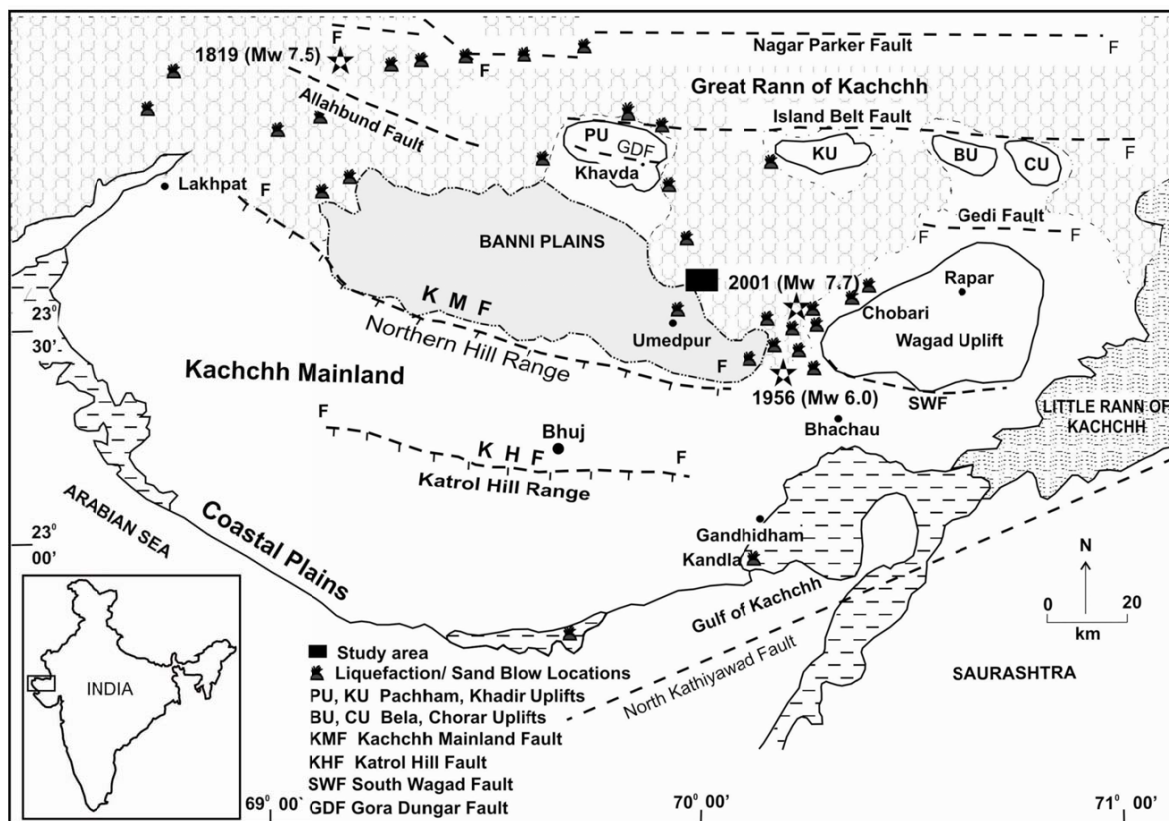 F
1819 (Mw 7.5)
F
Nagar Parker Fault
F
Allahbund Fault
Great Rann of Kachchh
Island Belt Fault
PU
GDF
Khavda
KU
BU
CU
F
Lakhpat
F
Gedi Fault
F
F
BANNI PLAINS
2001 (Mw 7.7)
Rapar
Chobari
K M F
Umedpur
Wagad Uplift
23⁰
30'
Northern Hill Range
F
Kachchh Mainland
1956 (Mw 6.0)
SWF
LITTLE RANN OF
KACHCHH
Bhachau
F
Bhuj
K H F
F
Katrol Hill Range
ARABIAN SEA
Coastal Plains
23⁰
00'
Gandhidham
Kandla
N
Gulf of Kachchh
0 20
km
North Kathiyawad Fault
SAURASHTRA
INDIA
Study area
Liquefaction/ Sand Blow Locations
PU, KU Pachham, Khadir Uplifts
BU, CU Bela, Chorar Uplifts
KMF Kachchh Mainland Fault
KHF Katrol Hill Fault
SWF South Wagad Fault
GDF Gora Dungar Fault
69⁰ 00'
70⁰ 00'
71⁰ 00'